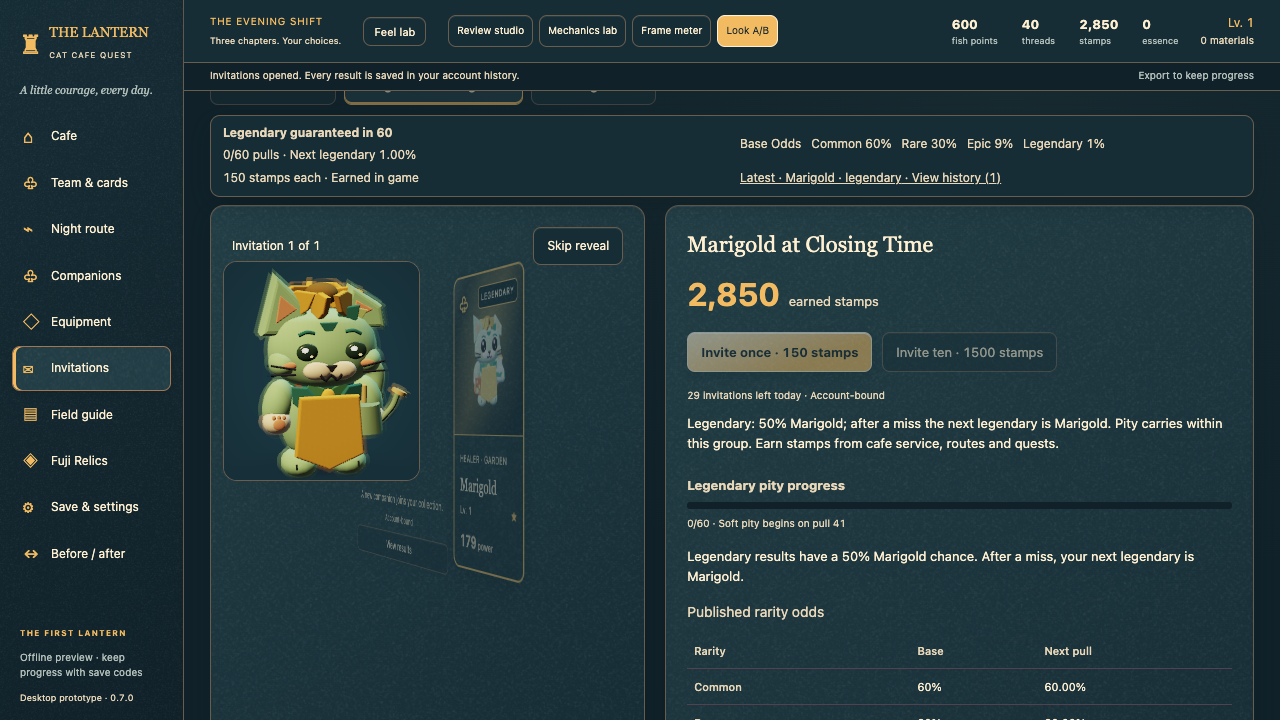 THE LANTERN
CAT CAFE QUEST
A little courage, every day.
Cafe
Team & cards
Night route
Companions
Equipment
Invitations
Field guide
Fuji Relics
Save & settings
Before / after
THE FIRST LANTERN
Offline preview · keep
progress with save codes
Desktop prototype · 0.7.0
THE EVENING SHIFT
Three chapters. Your choices.
Feel lab
Review studio
Mechanics lab
Frame meter
Look A/B
600
fish points
40
threads
2,850
stamps
0
essence
Lv. 1
0 materials
Invitations opened. Every result is saved in your account history.
Export to keep progress
Legendary guaranteed in 60
0/60 pulls · Next legendary 1.00%
150 stamps each · Earned in game
Base Odds Common 60% Rare 30% Epic 9% Legendary 1%
Latest · Marigold · legendary · View history (1)
Invitation 1 of 1
Skip reveal
LEGENDARY
HEALER · GARDEN
Marigold
Lv. 1
179 power
A new companion joins your collection.
Account-bound
View results
Marigold at Closing Time
2,850 earned stamps
Invite once · 150 stamps
Invite ten · 1500 stamps
29 invitations left today · Account-bound
Legendary: 50% Marigold; after a miss the next legendary is Marigold. Pity carries within
this group. Earn stamps from cafe service, routes and quests.
Legendary pity progress
0/60 · Soft pity begins on pull 41
Legendary results have a 50% Marigold chance. After a miss, your next legendary is
Marigold.
Published rarity odds
Rarity Base Next pull
Common 60% 60.00%